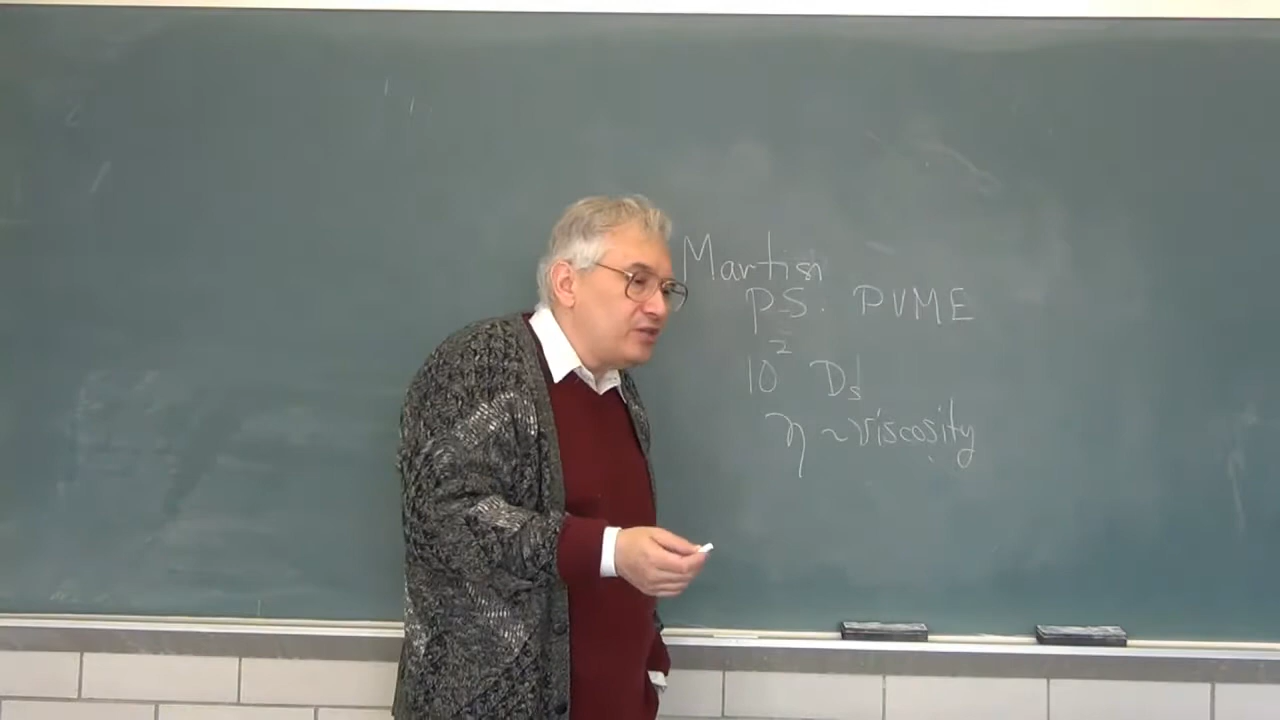 Martin
PS. PVME
10² Ds
η ~ Viscosity